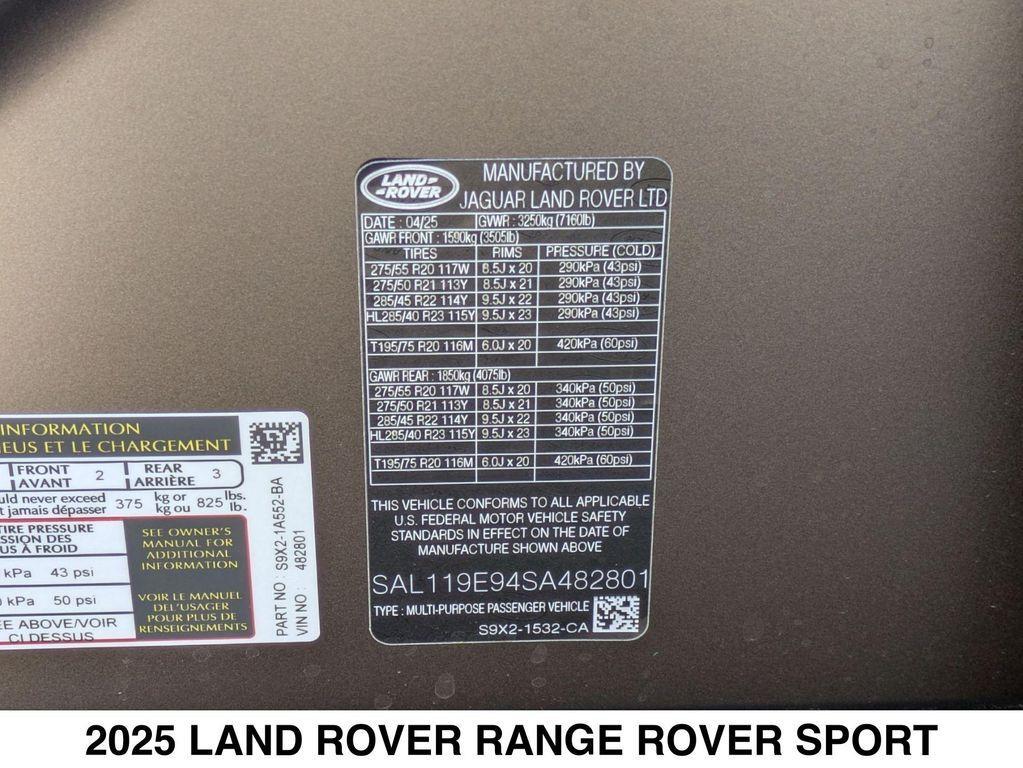 LAND-
-ROVER
MANUFACTURED BY
JAGUAR LAND ROVER LTD
DATE : 04/25 GVWR : 3250kg (7160lb)
GAWR FRONT : 1590kg (3505lb)
TIRES RIMS PRESSURE (COLD)
275/55 R20 117W 8.5J x 20 290kPa (43psi)
275/50 R21 113Y 8.5J x 21 290kPa (43psi)
285/45 R22 114Y 9.5J x 22 290kPa (43psi)
HL285/40 R23 115Y 9.5J x 23 290kPa (43psi)
T195/75 R20 116M 6.0J x 20 420kPa (60psi)
GAWR REAR : 1850kg (4075lb)
275/55 R20 117W 8.5J x 20 340kPa (50psi)
275/50 R21 113Y 8.5J x 21 340kPa (50psi)
285/45 R22 114Y 9.5J x 22 340kPa (50psi)
HL285/40 R23 115Y 9.5J x 23 340kPa (50psi)
T195/75 R20 116M 6.0J x 20 420kPa (60psi)
THIS VEHICLE CONFORMS TO ALL APPLICABLE
U.S. FEDERAL MOTOR VEHICLE SAFETY
STANDARDS IN EFFECT ON THE DATE OF
MANUFACTURE SHOWN ABOVE
SAL119E94SA482801
TYPE : MULTI-PURPOSE PASSENGER VEHICLE
S9X2-1532-CA
INFORMATION
NEUS ET LE CHARGEMENT
FRONT 2 REAR 3
AVANT ARRIÈRE
uld never exceed 375 kg or 825 lbs.
t jamais dépasser kg ou lb.
TIRE PRESSURE
SSION DES
US À FROID
kPa 43 psi
kPa 50 psi
EE ABOVE/VOIR
CI DESSUS
SEE OWNER'S
MANUAL FOR
ADDITIONAL
INFORMATION
VOIR LE MANUEL
DEL'USAGER
POUR PLUS DE
RENSEIGNEMENTS
PART NO : S9X2-1A552-BA
VIN NO : 482801
2025 LAND ROVER RANGE ROVER SPORT